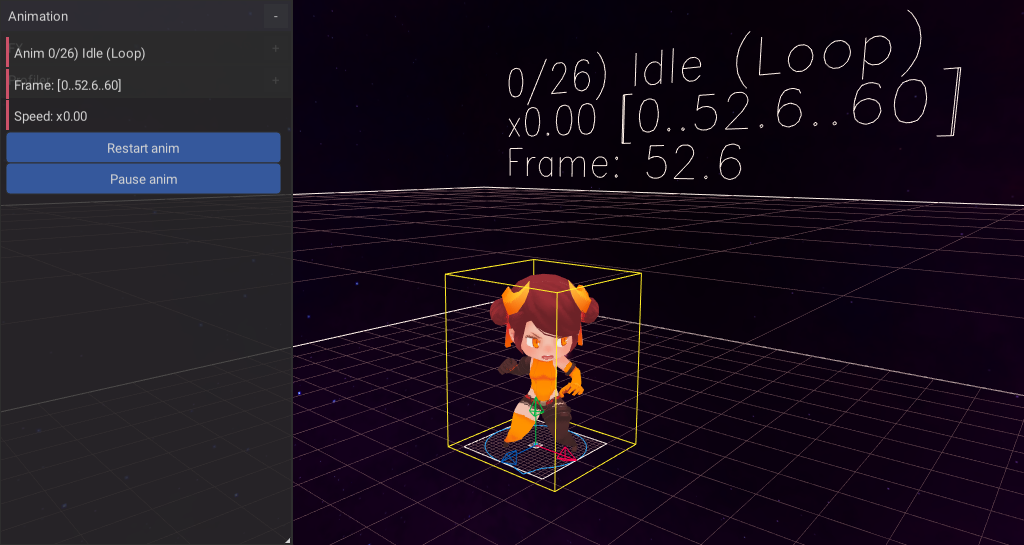 Animation
-
Anim 0/26) Idle (Loop)
+
Frame: [0..52.6..60]
+
Speed: x0.00
Restart anim
Pause anim
0/26) Idle (Loop)
x0.00 [0..52.6..60]
Frame: 52.6